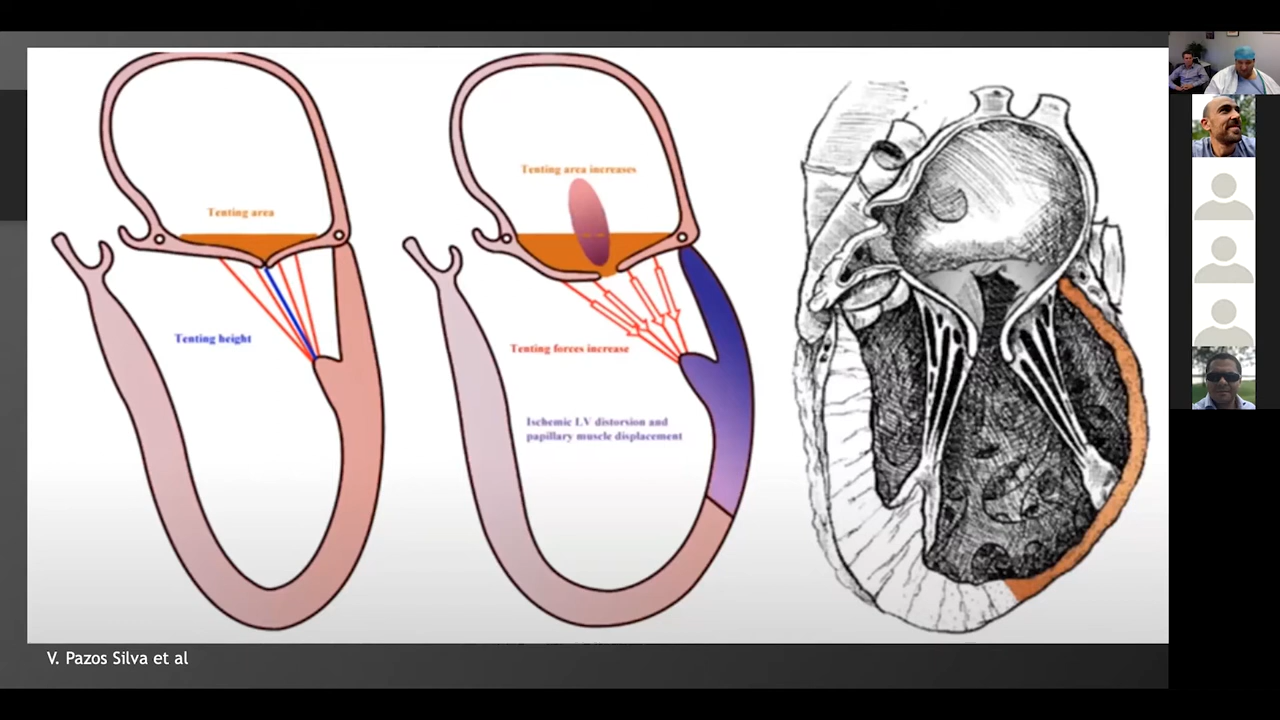 Tenting area
Tenting height
Tenting area increases
Tenting forces increase
Ischemic LV distorsion and
papillary muscle displacement
V. Pazos Silva et al